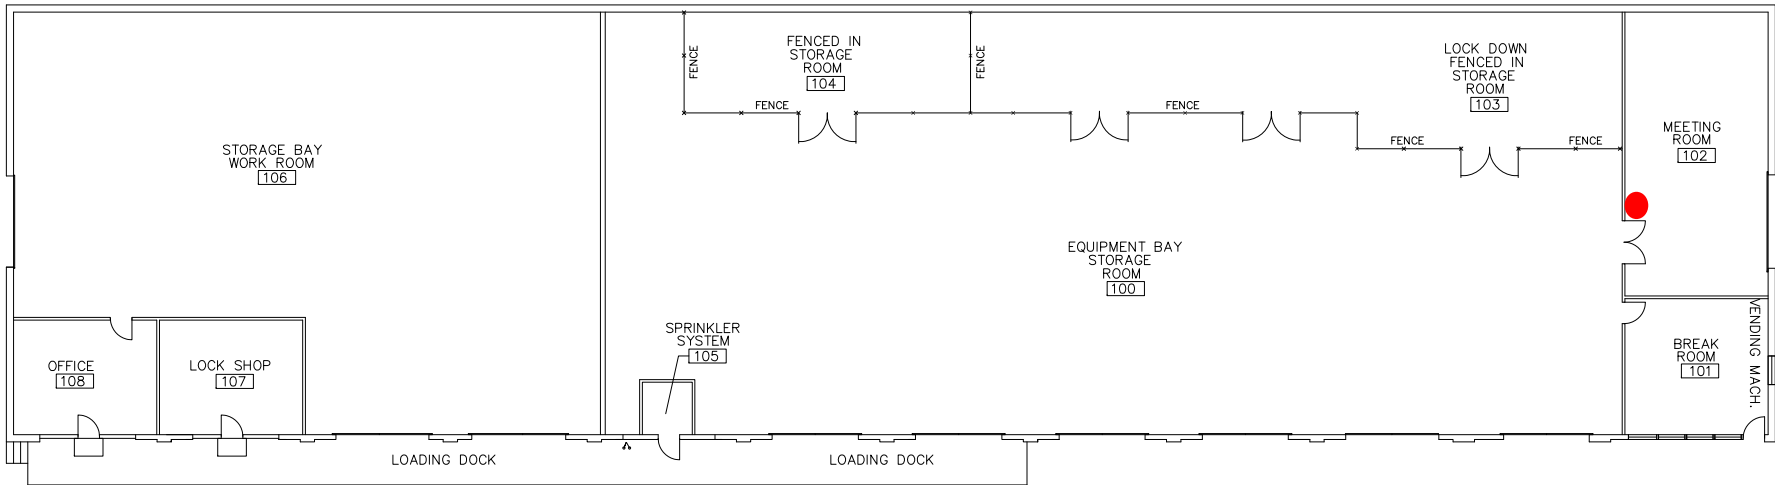 FENCED IN
STORAGE
ROOM
104
FENCE
FENCE
FENCE
LOCK DOWN
FENCED IN
STORAGE
ROOM
103
FENCE
FENCE
FENCE
MEETING
ROOM
102
STORAGE BAY
WORK ROOM
106
EQUIPMENT BAY
STORAGE
ROOM
100
SPRINKLER
SYSTEM
105
OFFICE
108
LOCK SHOP
107
BREAK
ROOM
101
VENDING MACH.
LOADING DOCK
LOADING DOCK